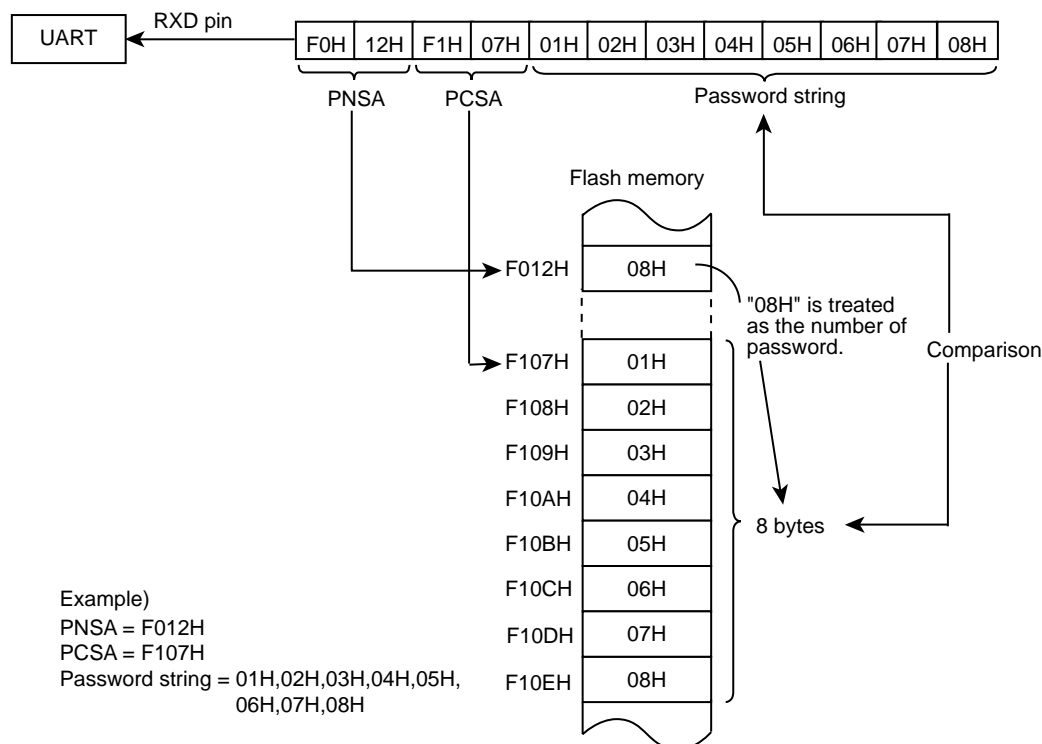 UART
RXD pin
F0H 12H F1H 07H 01H 02H 03H 04H 05H 06H 07H 08H
PNSA PCSA Password string
Flash memory
F012H 08H
"08H" is treated
as the number of
password.
Comparison
F107H 01H
F108H 02H
F109H 03H
F10AH 04H
F10BH 05H
8 bytes
F10CH 06H
F10DH 07H
F10EH 08H
Example)
PNSA = F012H
PCSA = F107H
Password string = 01H,02H,03H,04H,05H,
06H,07H,08H